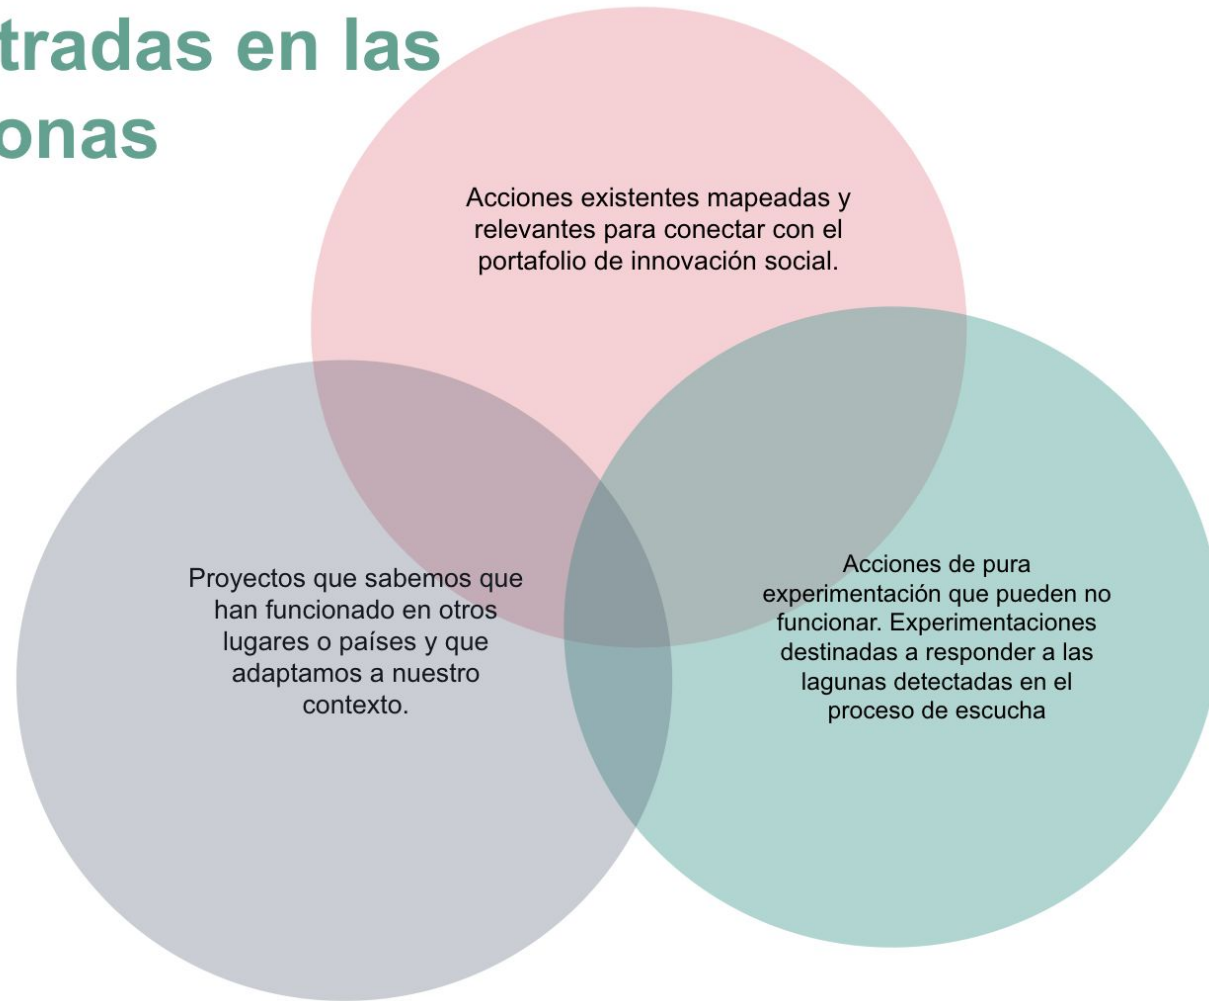 tradas en las
onas
Acciones existentes mapeadas y
relevantes para conectar con el
portafolio de innovación social.
Proyectos que sabemos que
han funcionado en otros
lugares o países y que
adaptamos a nuestro
contexto.
Acciones de pura
experimentación que pueden no
funcionar. Experimentaciones
destinadas a responder a las
lagunas detectadas en el
proceso de escucha